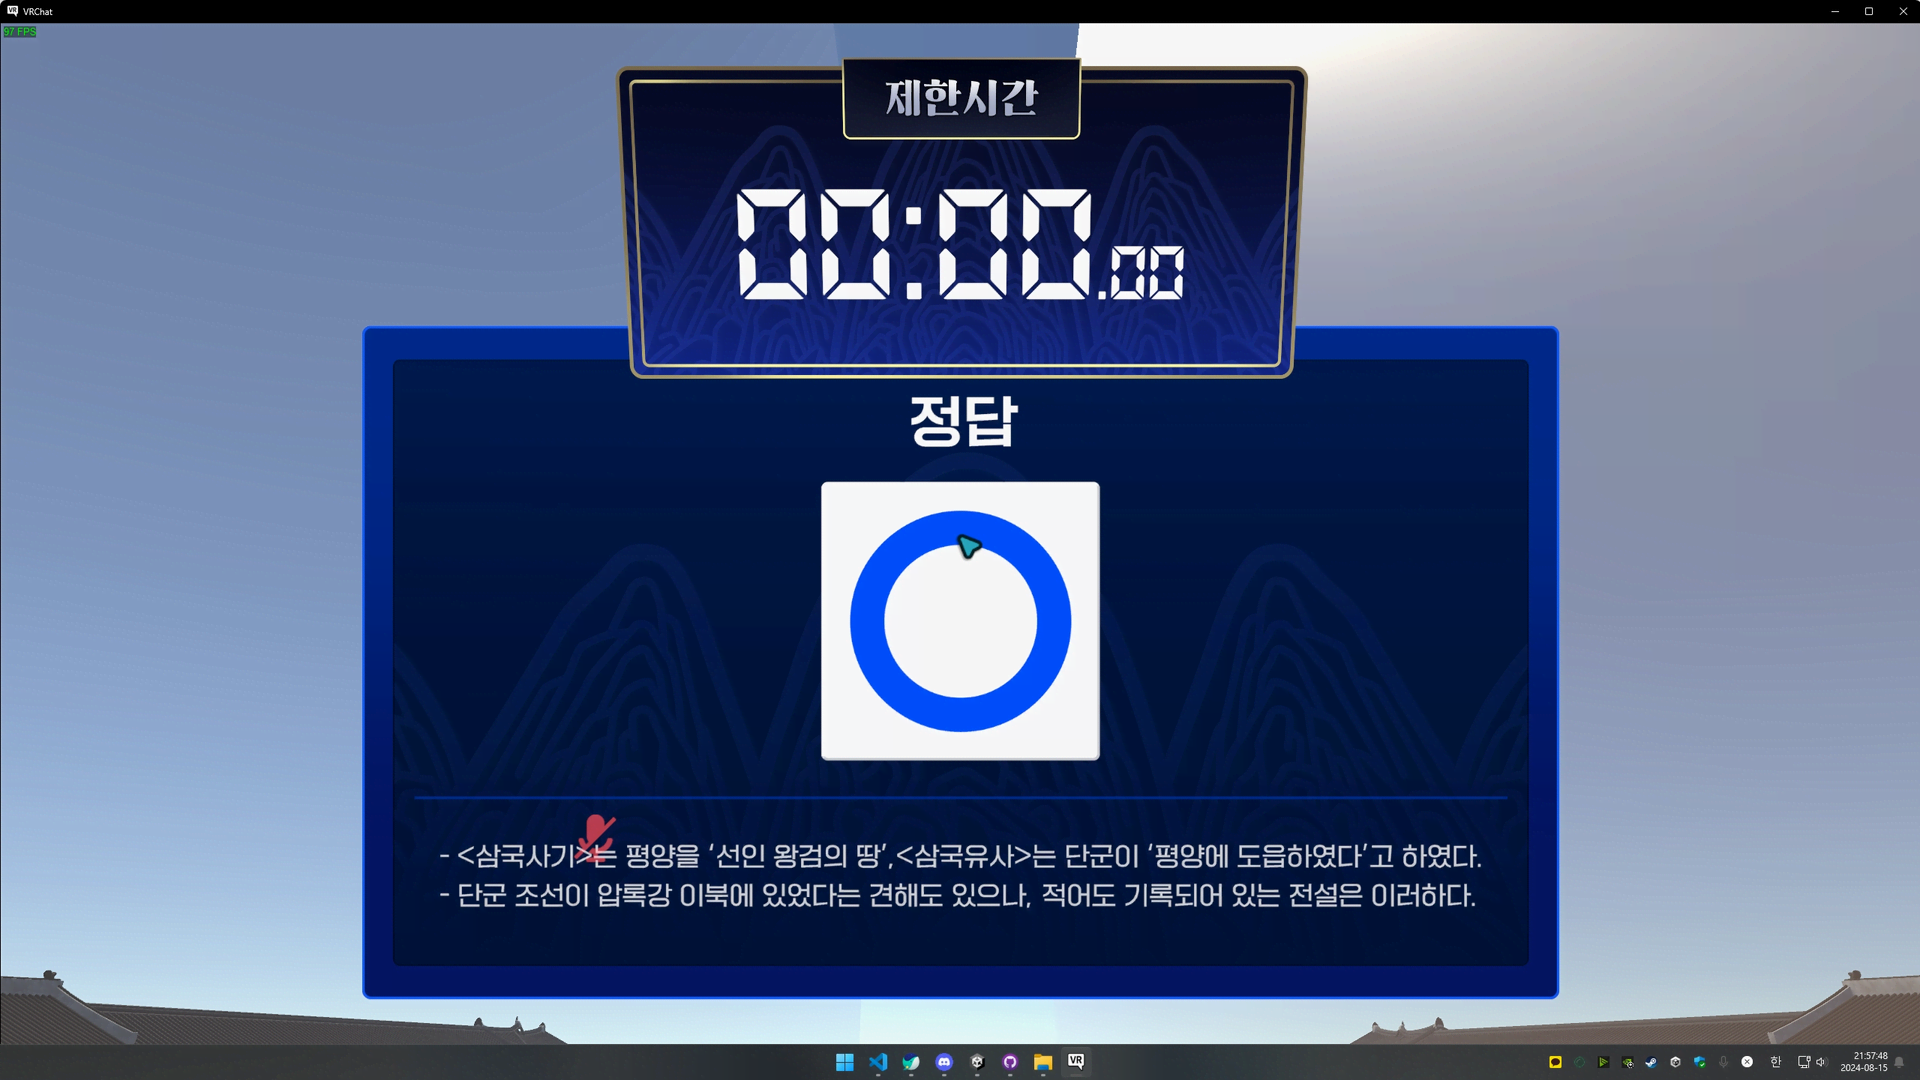 VRChat
97 FPS
제한시간
00:00.00
정답
- <삼국사기>는 평양을 ‘선인 왕검의 땅’,<삼국유사>는 단군이 ‘평양에 도읍하였다’고 하였다.
- 단군 조선이 압록강 이북에 있었다는 견해도 있으나, 적어도 기록되어 있는 전설은 이러하다.
VR
한
21:57:48
2024-08-15